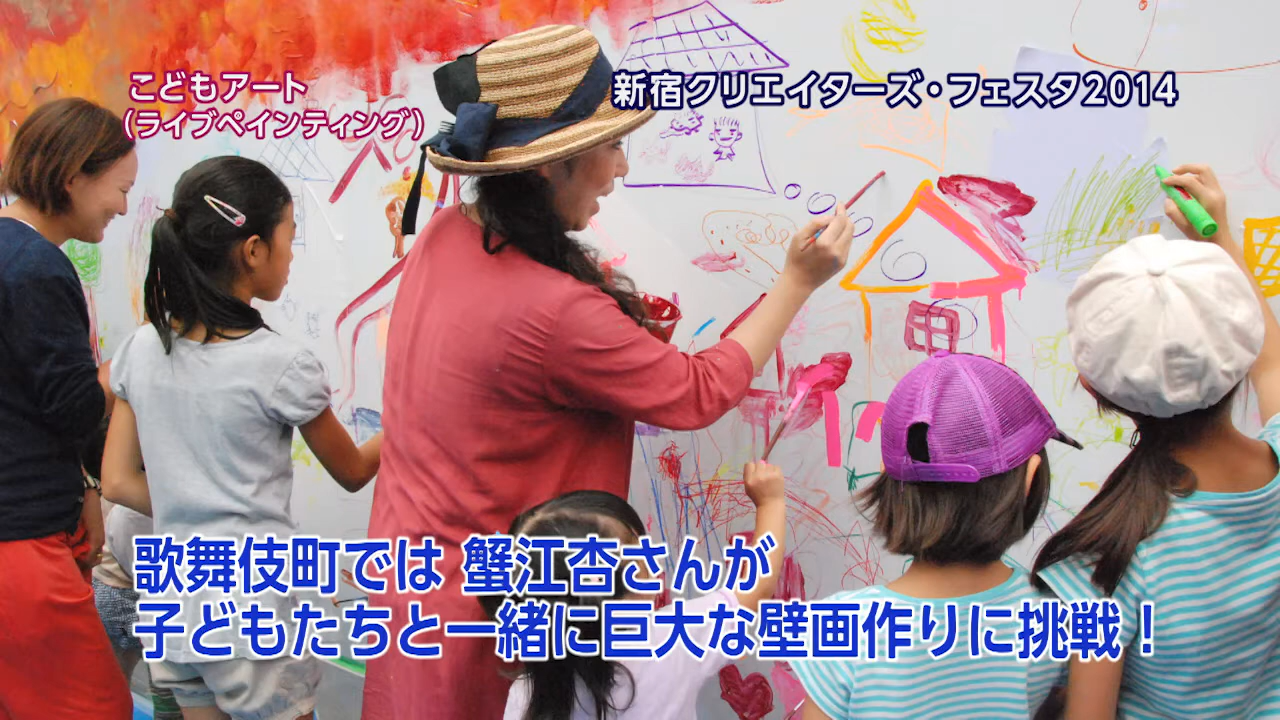 こどもアート
（ライブペインティング）
新宿クリエイターズ・フェスタ2014
歌舞伎町では 蟹江杏さんが
子どもたちと一緒に巨大な壁画作りに挑戦！